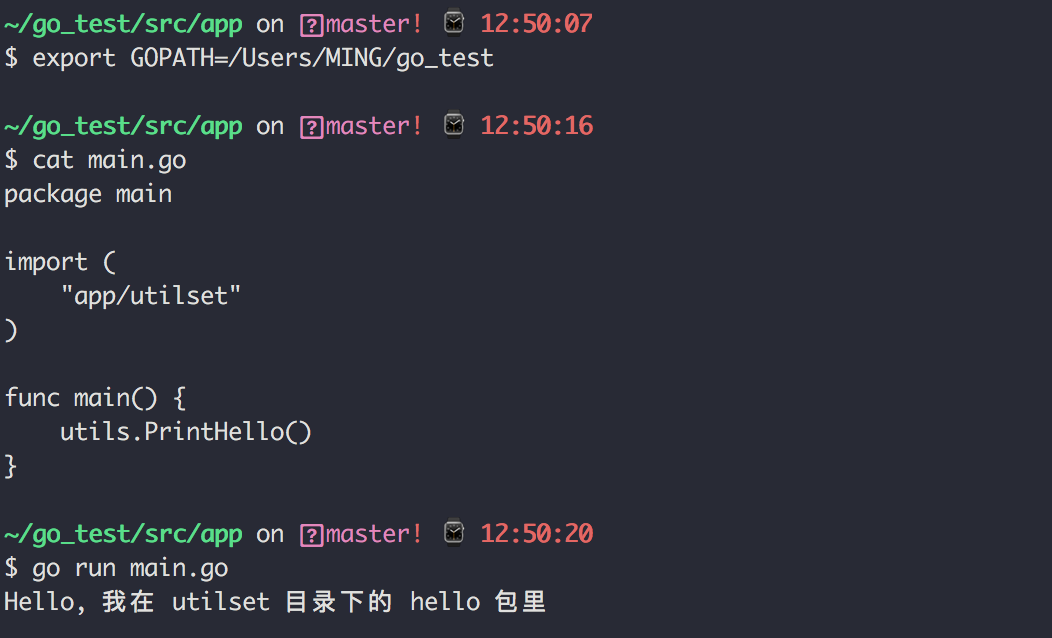 ~/go_test/src/app on ?master! ⌚ 12:50:07
$ export GOPATH=/Users/MING/go_test
~/go_test/src/app on ?master! ⌚ 12:50:16
$ cat main.go
package main
import (
    "app/utilset"
)
func main() {
    utils.PrintHello()
}
~/go_test/src/app on ?master! ⌚ 12:50:20
$ go run main.go
Hello, 我在 utilset 目录下的 hello 包里